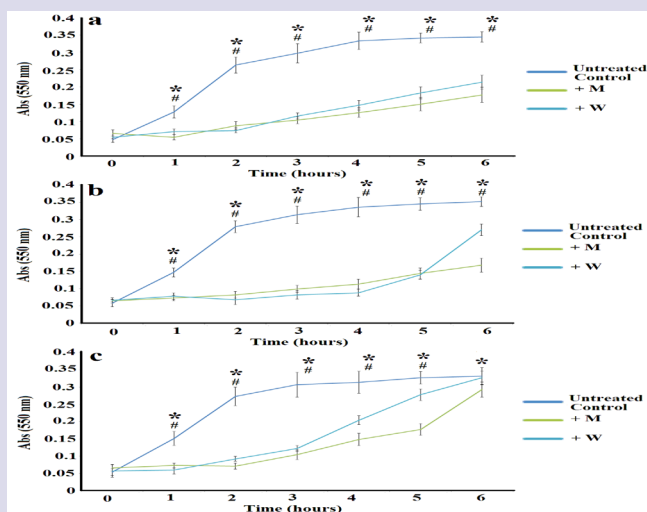 a
0.4
0.35
0.3
0.25
0.2
0.15
0.1
0.05
0
Abs (550 nm)
* * * * * *
# # # # # #
0 1 2 3 4 5 6
Time (hours)
Untreated
Control
+ M
+ W
b
0.4
0.35
0.3
0.25
0.2
0.15
0.1
0.05
0
Abs (550 nm)
* * * * * *
# # # # # #
0 1 2 3 4 5 6
Time (hours)
Untreated
Control
+ M
+ W
c
0.4
0.35
0.3
0.25
0.2
0.15
0.1
0.05
0
Abs (550 nm)
* * * * * *
# # # # #
0 1 2 3 4 5 6
Time (hours)
Untreated
Control
+ M
+ W